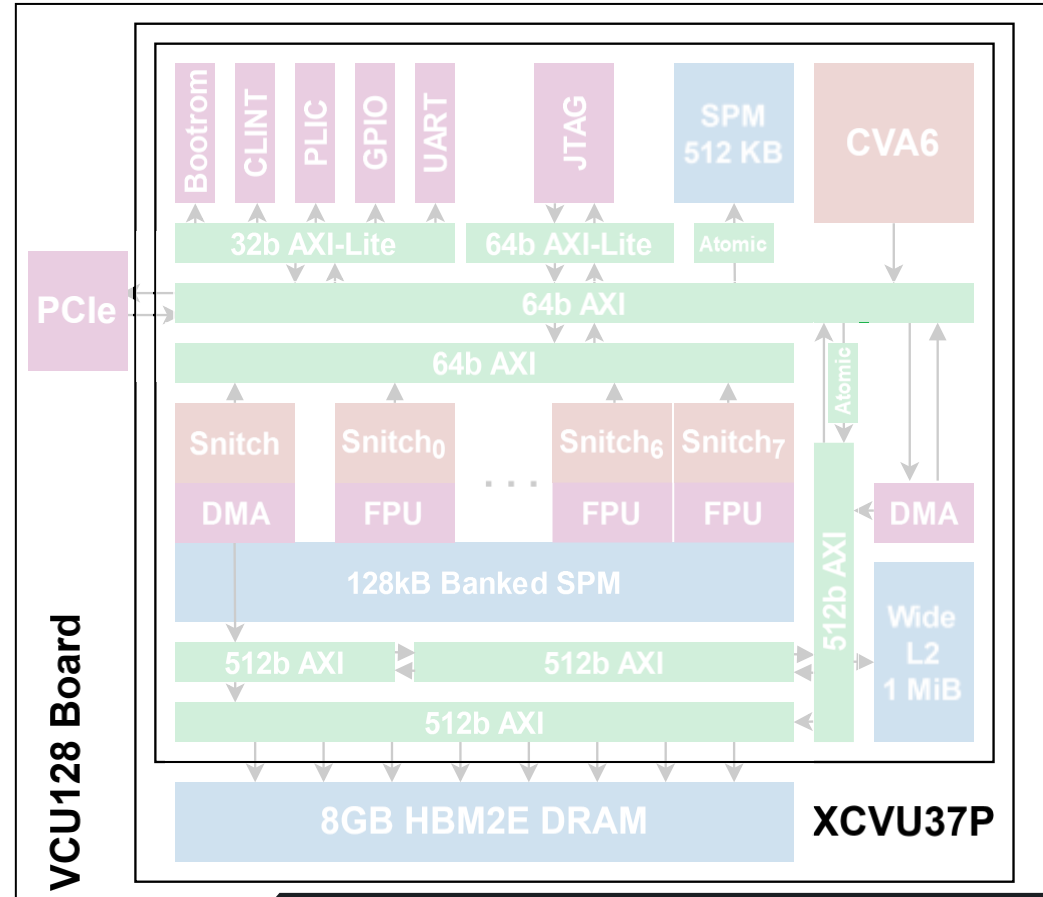 Bootrom
CLINT
PLIC
GPIO
UART
JTAG
SPM
512 KB
CVA6
32b AXI-Lite
64b AXI-Lite
Atomic
PCIe
64b AXI
64b AXI
Atomic
Snitch
Snitch₀
. . .
Snitch₆
Snitch₇
DMA
FPU
FPU
FPU
DMA
128kB Banked SPM
512b AXI
Wide
L2
1 MiB
512b AXI
512b AXI
512b AXI
8GB HBM2E DRAM
XCVU37P
VCU128 Board